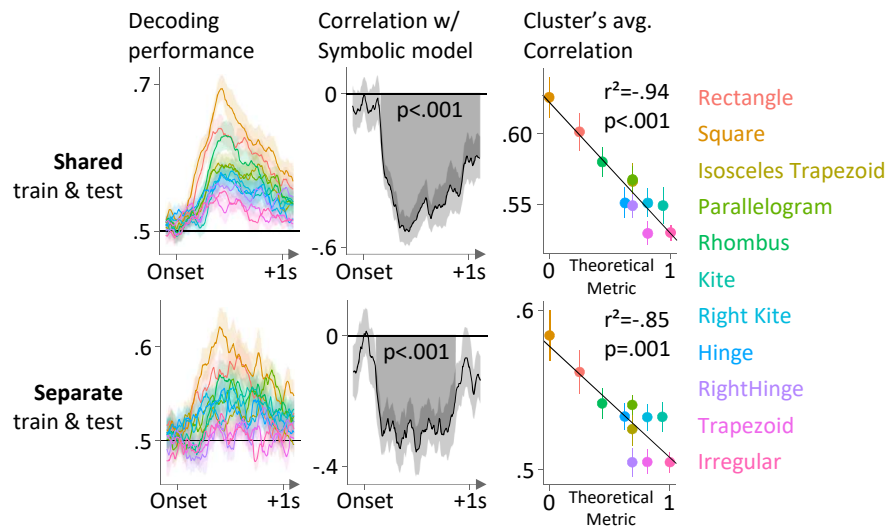 Decoding
performance
Correlation w/
Symbolic model
Cluster's avg.
Correlation
Shared
train & test
.7
.5
Onset
+1s
0
-.6
p<.001
Onset
+1s
.60
.55
r²=-.94
p<.001
0
Theoretical
Metric
1
Separate
train & test
.6
.5
Onset
+1s
0
-.4
p<.001
Onset
+1s
.6
.5
r²=-.85
p=.001
0
Theoretical
Metric
1
Rectangle
Square
Isosceles Trapezoid
Parallelogram
Rhombus
Kite
Right Kite
Hinge
RightHinge
Trapezoid
Irregular